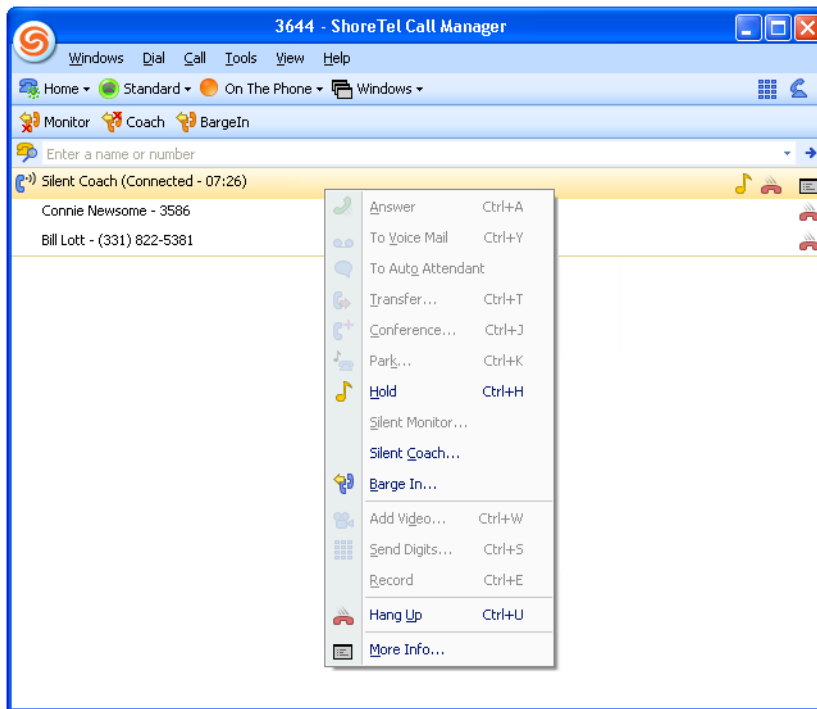 3644 - ShoreTel Call Manager
Windows Dial Call Tools View Help
Home Standard On The Phone Windows
Monitor Coach BargeIn
Enter a name or number
Silent Coach (Connected - 07:26)
Connie Newsome - 3586
Bill Lott - (331) 822-5381
Answer Ctrl+A
To Voice Mail Ctrl+Y
To Auto Attendant
Transfer... Ctrl+T
Conference... Ctrl+J
Park... Ctrl+K
Hold Ctrl+H
Silent Monitor...
Silent Coach...
Barge In...
Add Video... Ctrl+W
Send Digits... Ctrl+S
Record Ctrl+E
Hang Up Ctrl+U
More Info...